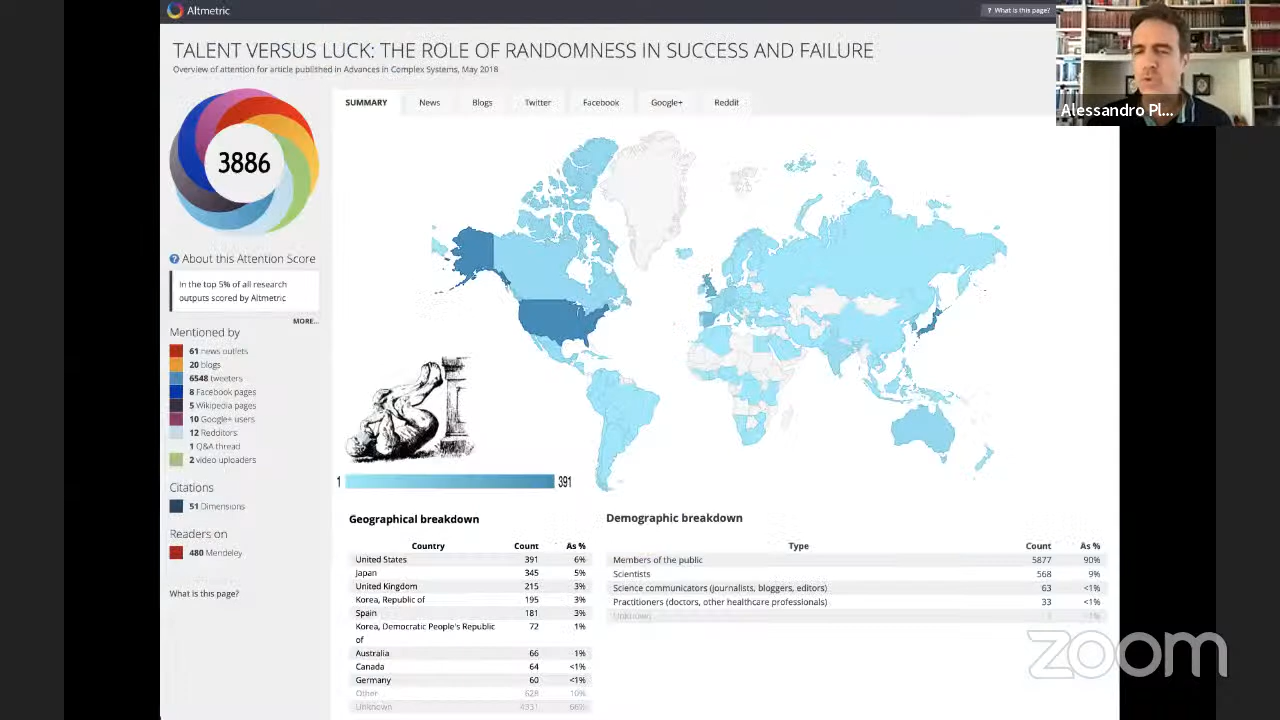 Altmetric
? What is this page?
TALENT VERSUS LUCK: THE ROLE OF RANDOMNESS IN SUCCESS AND FAILURE
Overview of attention for article published in Advances in Complex Systems, May 2018
Alessandro Pl...
SUMMARY News Blogs Twitter Facebook Google+ Reddit
3886
? About this Attention Score
In the top 5% of all research
outputs scored by Altmetric
MORE...
Mentioned by
61 news outlets
20 blogs
6548 tweeters
8 Facebook pages
5 Wikipedia pages
10 Google+ users
12 Redditors
1 Q&A thread
2 video uploaders
Citations
51 Dimensions
Readers on
480 Mendeley
What is this page?
1 391
Geographical breakdown
Country Count As %
United States 391 6%
Japan 345 5%
United Kingdom 215 3%
Korea, Republic of 195 3%
Spain 181 3%
Korea, Democratic People's Republic 72 1%
of
Australia 66 1%
Canada 64 <1%
Germany 60 <1%
Other 628 10%
Unknown 4331 66%
Demographic breakdown
Type Count As %
Members of the public 5877 90%
Scientists 568 9%
Science communicators (journalists, bloggers, editors) 63 <1%
Practitioners (doctors, other healthcare professionals) 33 <1%
Unknown <1%
zoom